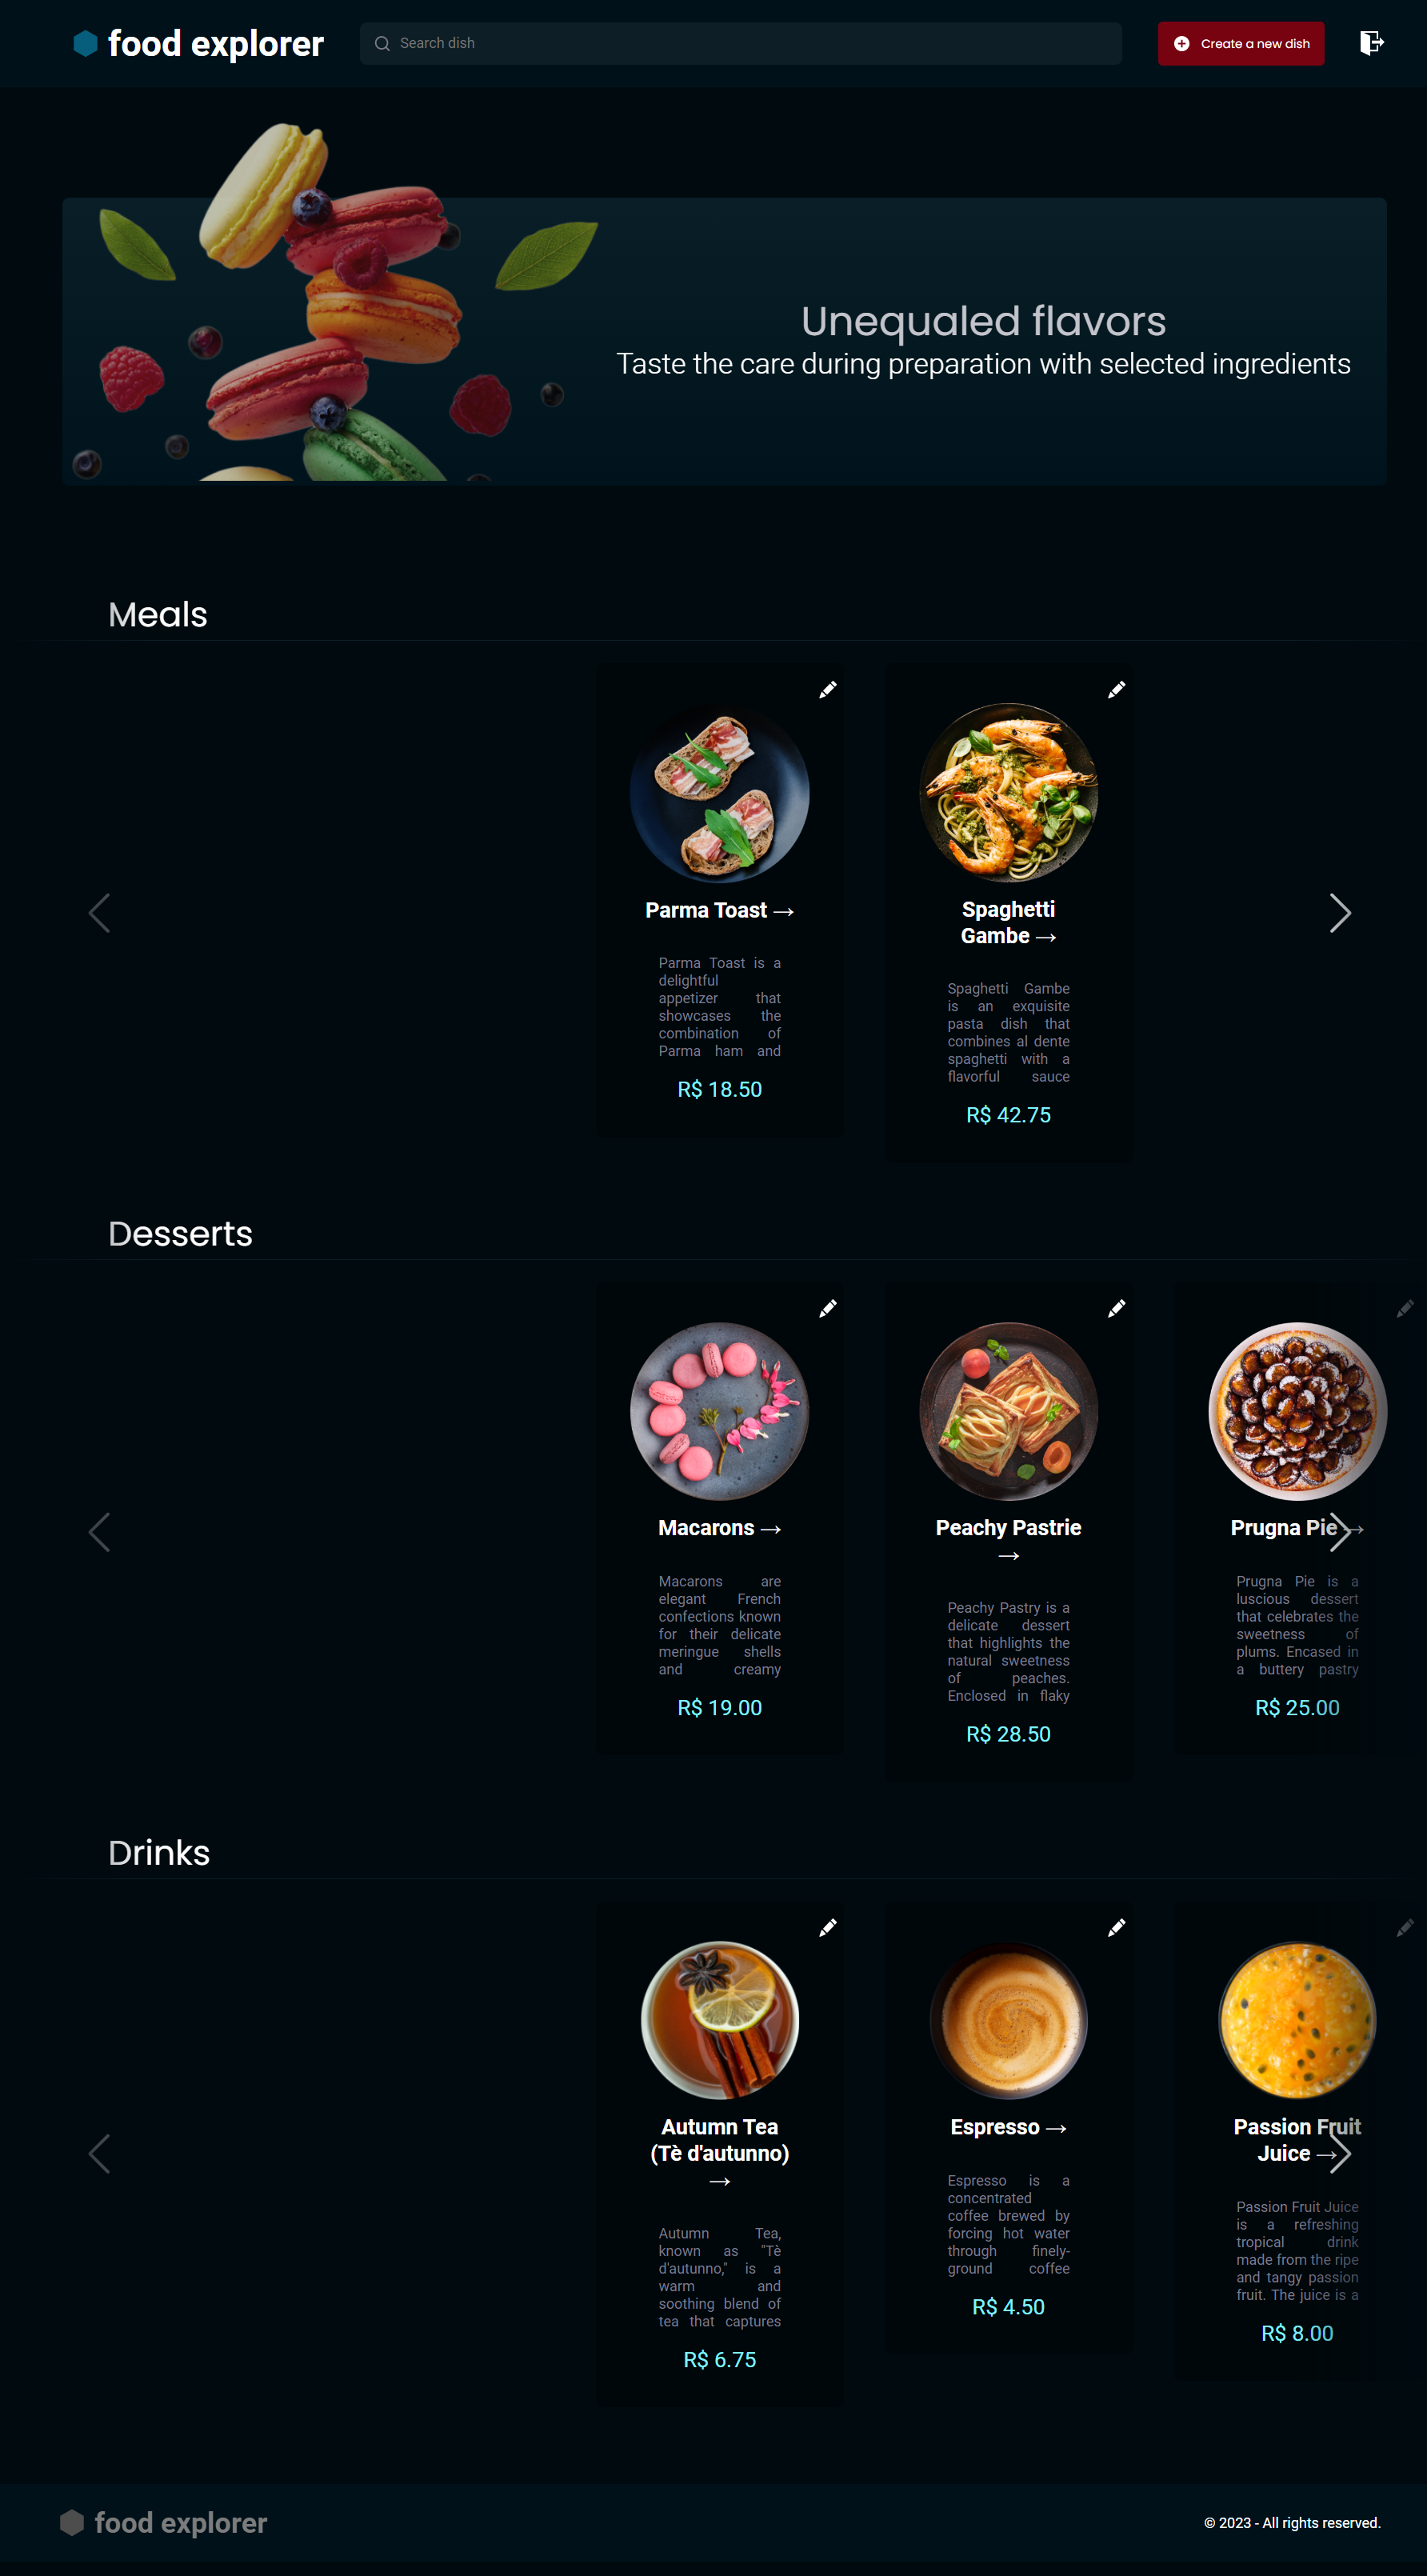 food explorer
Search dish
Create a new dish
Unequaled flavors
Taste the care during preparation with selected ingredients
Meals
Parma Toast →
Parma Toast is a
delightful
appetizer that
showcases the
combination of
Parma ham and
R$ 18.50
Spaghetti
Gambe →
Spaghetti Gambe
is an exquisite
pasta dish that
combines al dente
spaghetti with a
flavorful sauce
R$ 42.75
Desserts
Macarons →
Macarons are
elegant French
confections known
for their delicate
meringue shells
and creamy
R$ 19.00
Peachy Pastrie
→
Peachy Pastry is a
delicate dessert
that highlights the
natural sweetness
of peaches.
Enclosed in flaky
R$ 28.50
Prugna Pie →
Prugna Pie is a
luscious dessert
that celebrates the
sweetness of
plums. Encased in
a buttery pastry
R$ 25.00
Drinks
Autumn Tea
(Tè d'autunno)
→
Autumn Tea,
known as "Tè
d'autunno," is a
warm and
soothing blend of
tea that captures
R$ 6.75
Espresso →
Espresso is a
concentrated
coffee brewed by
forcing hot water
through finely-
ground coffee
R$ 4.50
Passion Fruit
Juice →
Passion Fruit Juice
is a refreshing
tropical drink
made from the ripe
and tangy passion
fruit. The juice is a
R$ 8.00
food explorer
© 2023 - All rights reserved.